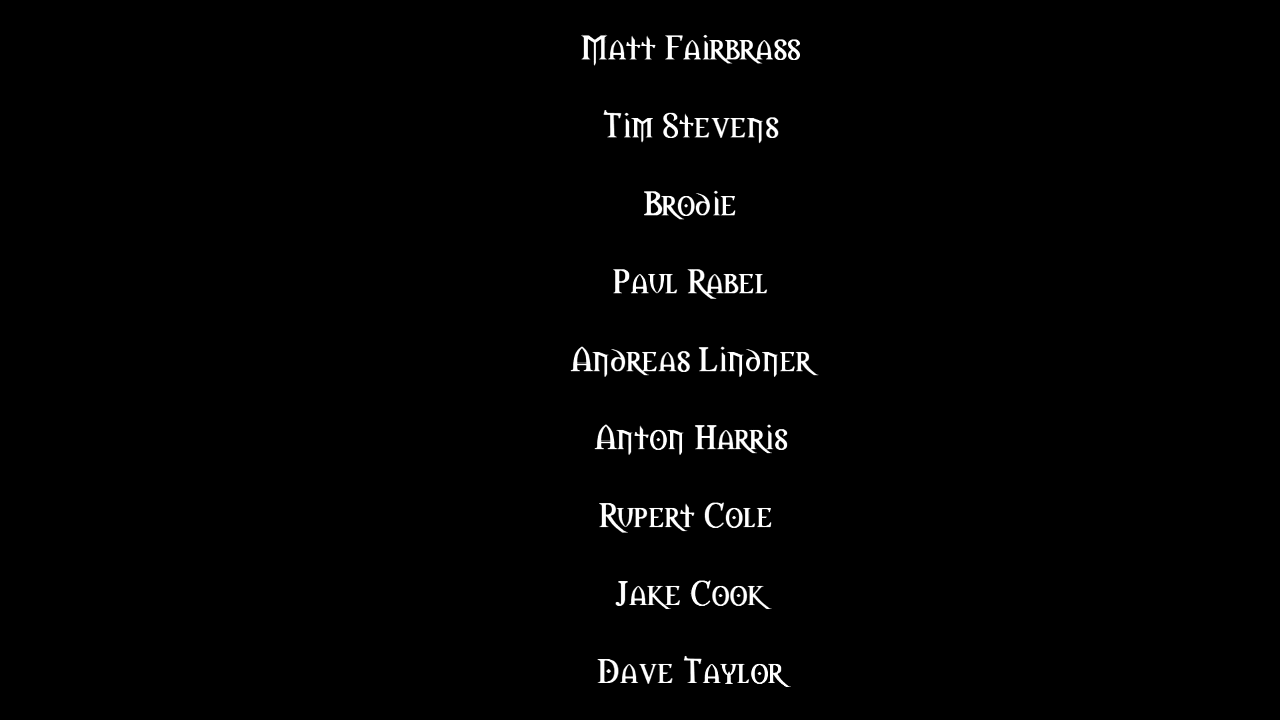 Matt Fairbrass
Tim Stevens
Brodie
Paul Rabel
Andreas Lindner
Anton Harris
Rupert Cole
Jake Cook
Dave Taylor